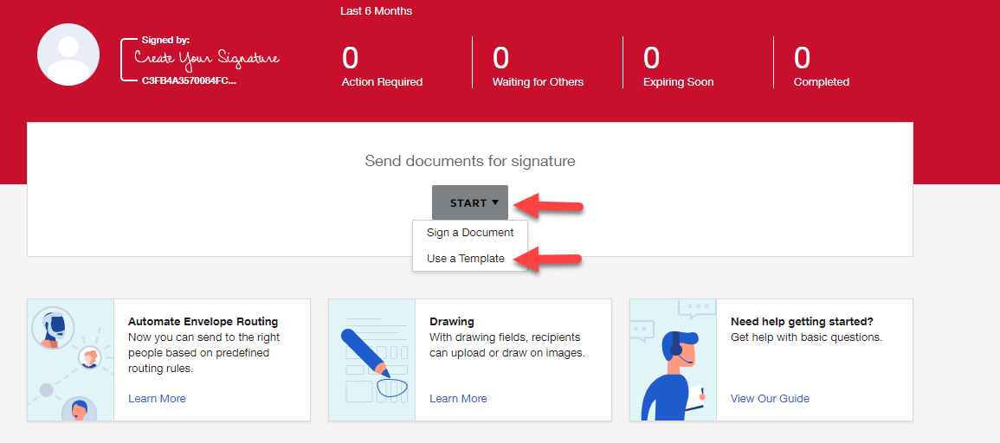 Last 6 Months
Signed by:
Create Your Signature
C3FB4A3570084FC...
0
Action Required
0
Waiting for Others
0
Expiring Soon
0
Completed
Send documents for signature
START
Sign a Document
Use a Template
Automate Envelope Routing
Now you can send to the right
people based on predefined
routing rules.
Learn More
Drawing
With drawing fields, recipients
can upload or draw on images.
Learn More
Need help getting started?
Get help with basic questions.
View Our Guide